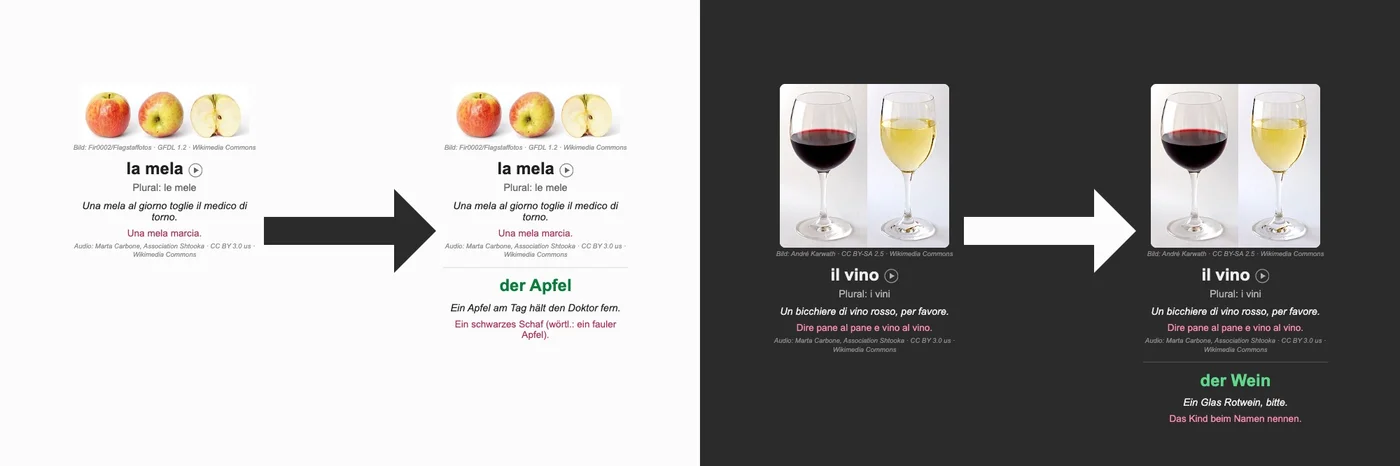 Bild: Fir0002/Flagstaffotos · GFDL 1.2 · Wikimedia Commons
la mela
Plural: le mele
Una mela al giorno toglie il medico di
torno.
Una mela marcia.
Audio: Marta Carbone, Association Shtooka · CC BY 3.0 us ·
Wikimedia Commons
Bild: Fir0002/Flagstaffotos · GFDL 1.2 · Wikimedia Commons
la mela
Plural: le mele
Una mela al giorno toglie il medico di
torno.
Una mela marcia.
Audio: Marta Carbone, Association Shtooka · CC BY 3.0 us ·
Wikimedia Commons
der Apfel
Ein Apfel am Tag hält den Doktor fern.
Ein schwarzes Schaf (wörtl.: ein fauler
Apfel).
Bild: André Karwath · CC BY-SA 2.5 · Wikimedia Commons
il vino
Plural: i vini
Un bicchiere di vino rosso, per favore.
Dire pane al pane e vino al vino.
Audio: Marta Carbone, Association Shtooka · CC BY 3.0 us ·
Wikimedia Commons
Bild: André Karwath · CC BY-SA 2.5 · Wikimedia Commons
il vino
Plural: i vini
Un bicchiere di vino rosso, per favore.
Dire pane al pane e vino al vino.
Audio: Marta Carbone, Association Shtooka · CC BY 3.0 us ·
Wikimedia Commons
der Wein
Ein Glas Rotwein, bitte.
Das Kind beim Namen nennen.